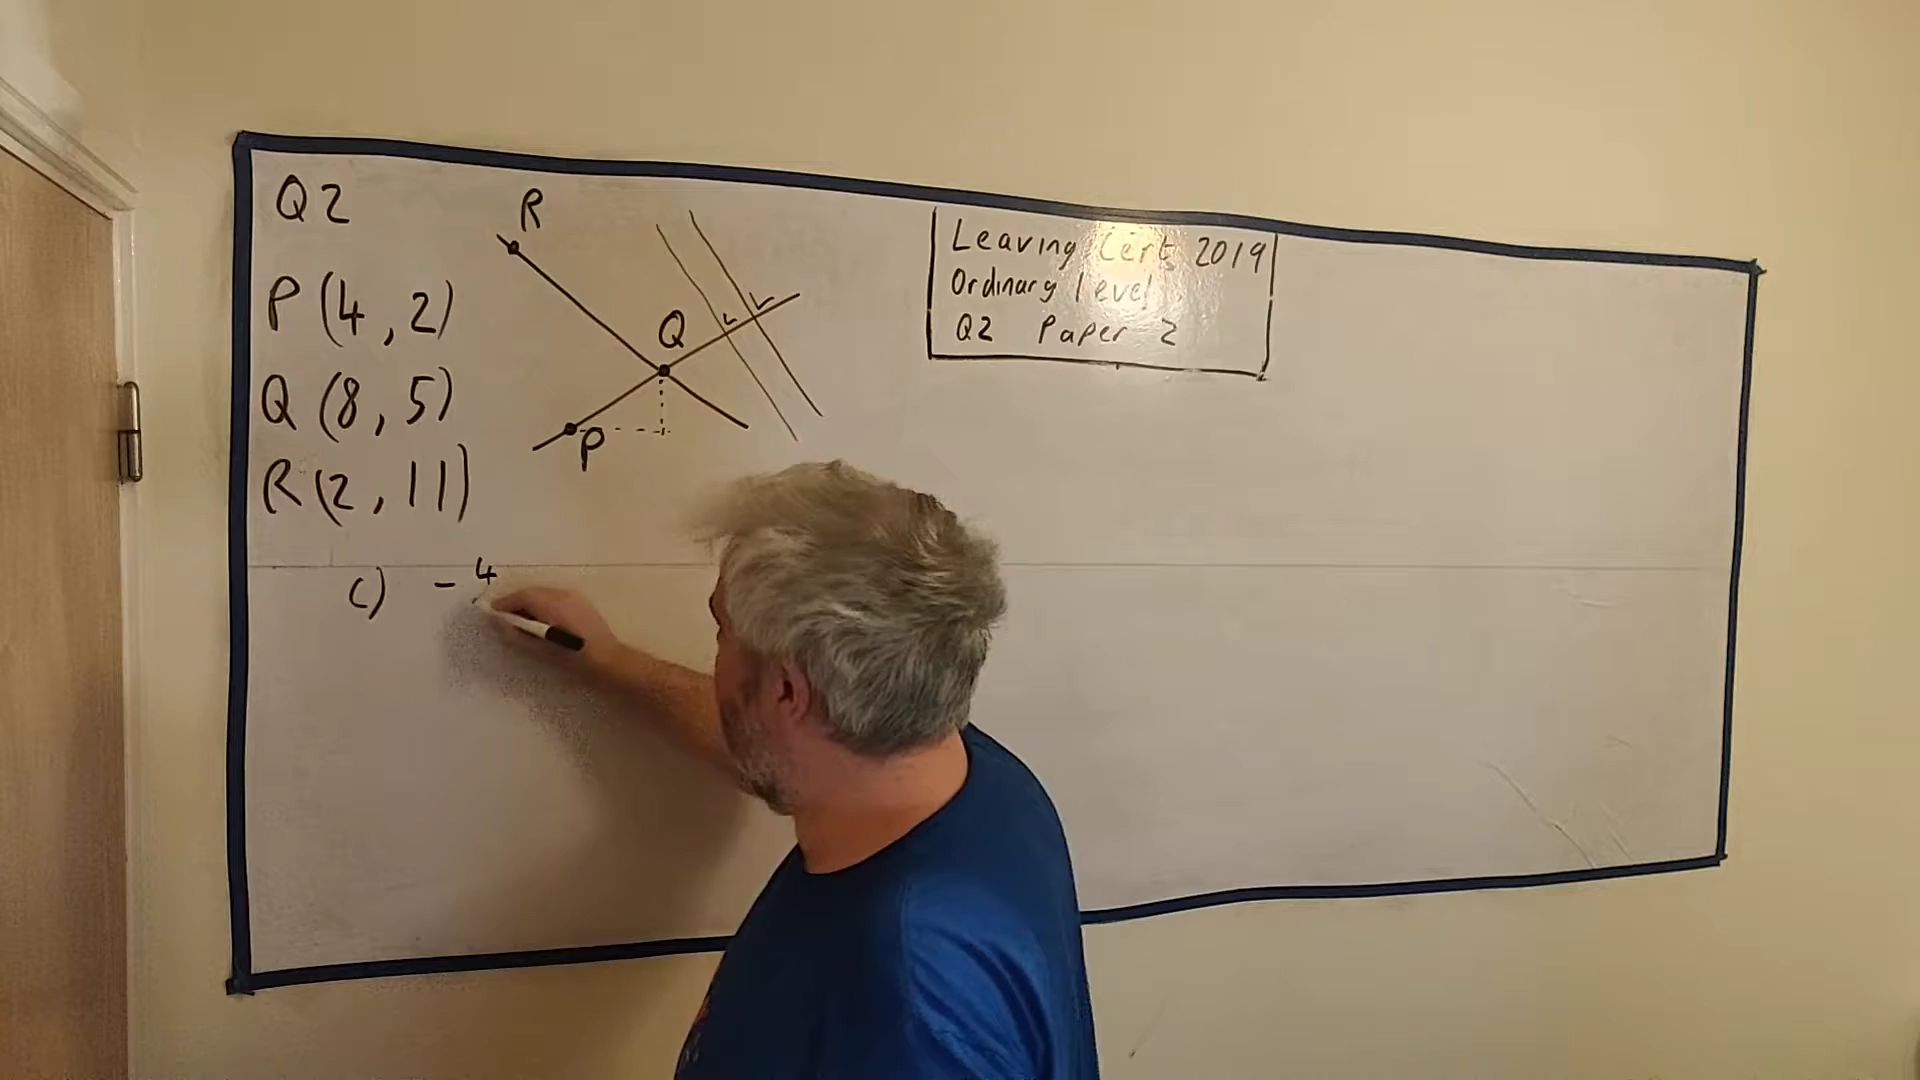 Q2
P(4,2)
Q(8,5)
R(2,11)
R
Q
P
Leaving Cert 2019
Ordinary level
Q2 Paper 2
c) -4